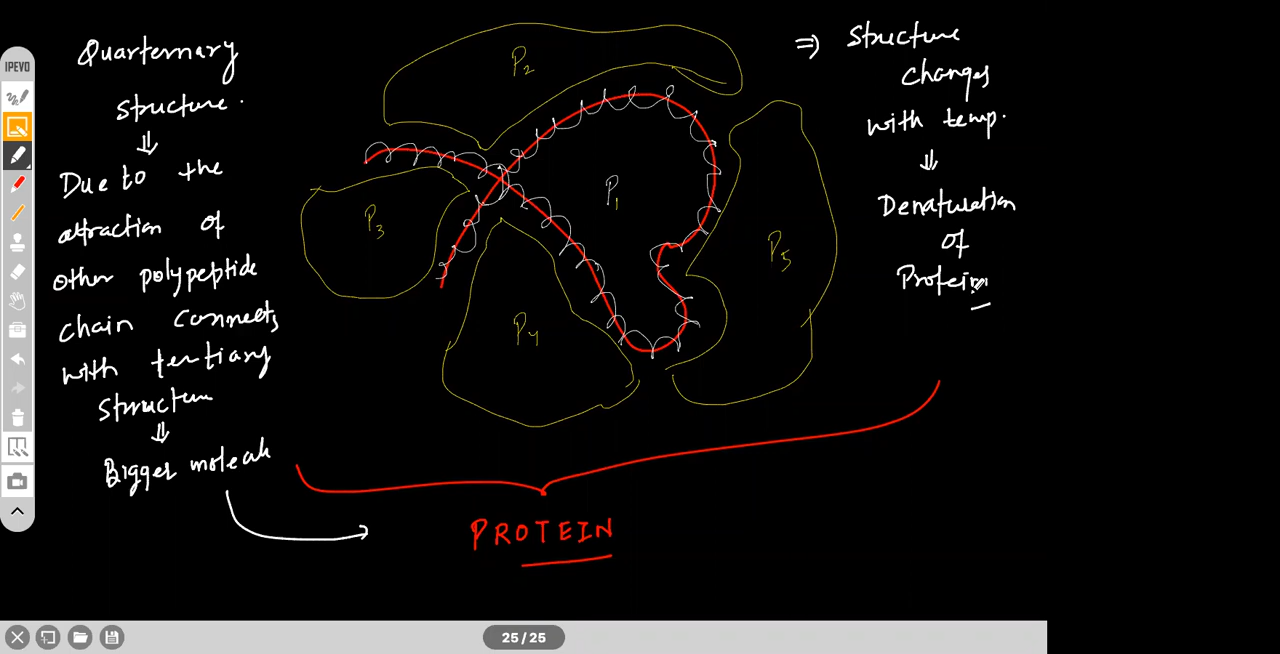 IPEVO
Quarternary
structure.
⇓
Due to the
attraction of
other polypeptide
chain connects
with tertiary
structure
⇓
Bigger molecule
P2
P3
P1
P4
P5
PROTEIN
⇒ Structure
changes
with temp.
⇓
Denaturation
of
Protein
25/25